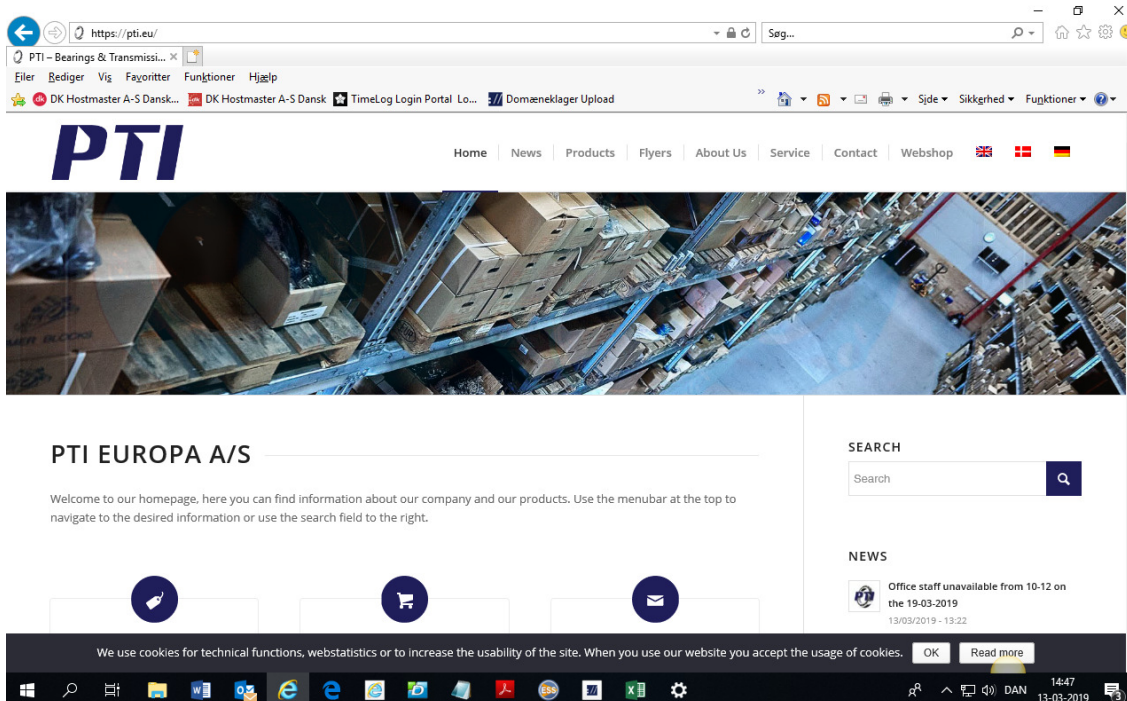 https://pti.eu/
Søg...
PTI – Bearings & Transmissi...
Filer Rediger Vis Favoritter Funktioner Hjælp
DK Hostmaster A-S Dansk... DK Hostmaster A-S Dansk TimeLog Login Portal Lo... Domæneklager Upload
Side Sikkerhed Funktioner
PTI
Home News Products Flyers About Us Service Contact Webshop
PTI EUROPA A/S
Welcome to our homepage, here you can find information about our company and our products. Use the menubar at the top to
navigate to the desired information or use the search field to the right.
SEARCH
Search
NEWS
PTI
Office staff unavailable from 10-12 on
the 19-03-2019
13/03/2019 - 13:22
We use cookies for technical functions, webstatistics or to increase the usability of the site. When you use our website you accept the usage of cookies. OK Read more
DAN
14:47
13-03-2019
3